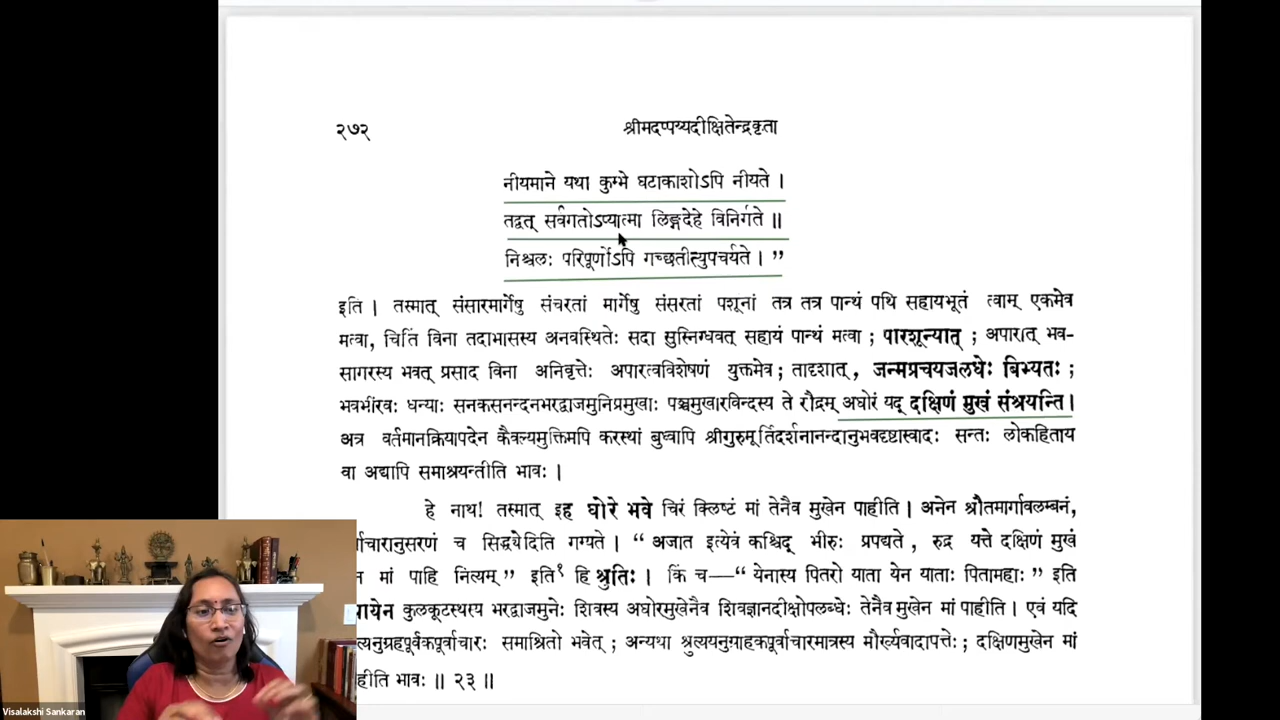 २७२ श्रीमदप्पय्यदीक्षितेन्द्रकृता
नीयमाने यथा कुम्भे घटाकाशोऽपि नीयते ।
तद्वत् सर्वगतोऽप्यात्मा लिङ्गदेहे विनिर्गते ॥
निश्चलः परिपूर्णोऽपि गच्छतीत्युपचर्यते । ”
इति । तस्मात् संसारमार्गेषु संचरतां मार्गेषु संसरतां पशूनां तत्र तत्र पान्थं पथि सहायभूतं त्वाम् एकमेव
मत्वा, चितिं विना तदाभासस्य अनवस्थितेः सदा सुस्निग्धवत् सहायं पान्थं मत्वा ; पारशून्यात् ; अपारात् भव-
सागरस्य भवत् प्रसाद विना अनिवृत्तेः अपारत्वविशेषणं युक्तमेव ; तादृशात् , जन्मप्रचयजलधेः बिभ्यतः ;
भवभीरवः धन्याः सनकसनन्दनभरद्वाजमुनिप्रमुखाः पञ्चमुखारविन्दस्य ते रौद्रम् अघोरं यद् दक्षिणं मुखं संश्रयन्ति ।
अत्र वर्तमानक्रियापदेन कैवल्यमुक्तिमपि करस्थां बुध्वापि श्रीगुरुमूर्तिदर्शनानन्दानुभवदृष्टास्वादः सन्तः लोकहिताय
वा अद्यापि समाश्रयन्तीति भावः ।
हे नाथ! तस्मात् इह घोरे भवे चिरं क्लिष्टं मां तेनैव मुखेन पाहीति । अनेन श्रौतमार्गावलम्बनं,
र्वाचारानुसरणं च सिद्धयेदिति गम्यते । “ अजात इत्येवं कश्चिद् भीरुः प्रपद्यते , रुद्र यत्ते दक्षिणं मुखं
न मां पाहि नित्यम् ” इति¹ हि श्रुतिः । किं च—“ येनास्य पितरो याता येन याताः पितामहाः ” इति
ायेन कुलकूटस्थस्य भरद्वाजमुनेः शिवस्य अघोरमुखेनैव शिवज्ञानदीक्षोपलब्धेः तेनैव मुखेन मां पाहीति । एवं यदि
त्यनुग्रहपूर्वकपूर्वाचारः समाश्रितो भवेत् ; अन्यथा श्रुत्यननुग्राहकपूर्वाचारमात्रस्य मौर्ख्यवादापत्तेः ; दक्षिणमुखेन मां
हीति भावः ॥ २३ ॥
Visalakshi Sankaran